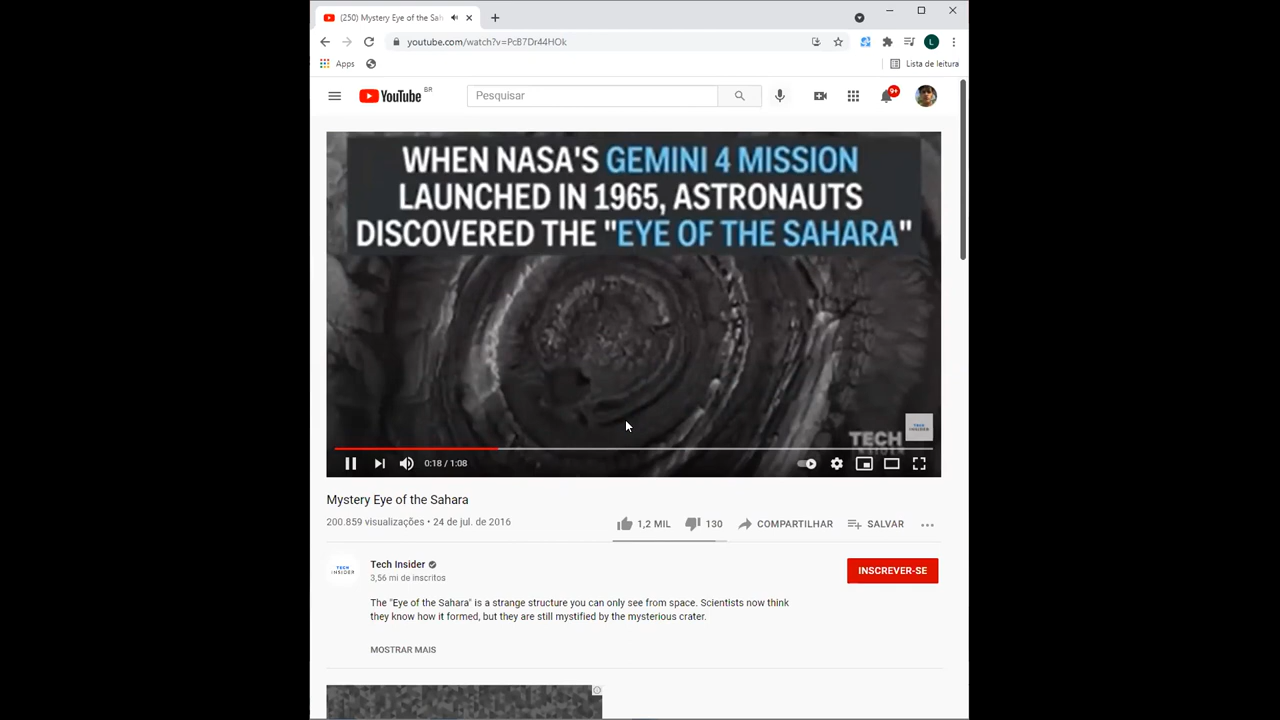 (250) Mystery Eye of the Sah
youtube.com/watch?v=PcB7Dr44HOk
Apps
Lista de leitura
L
YouTube BR
Pesquisar
9+
WHEN NASA'S GEMINI 4 MISSION
LAUNCHED IN 1965, ASTRONAUTS
DISCOVERED THE "EYE OF THE SAHARA"
TECH
INSIDER
TECH
0:18 / 1:08
Mystery Eye of the Sahara
200.859 visualizações • 24 de jul. de 2016
1,2 MIL
130
COMPARTILHAR
SALVAR
TECH
INSIDER
Tech Insider
3,56 mi de inscritos
INSCREVER-SE
The "Eye of the Sahara" is a strange structure you can only see from space. Scientists now think
they know how it formed, but they are still mystified by the mysterious crater.
MOSTRAR MAIS